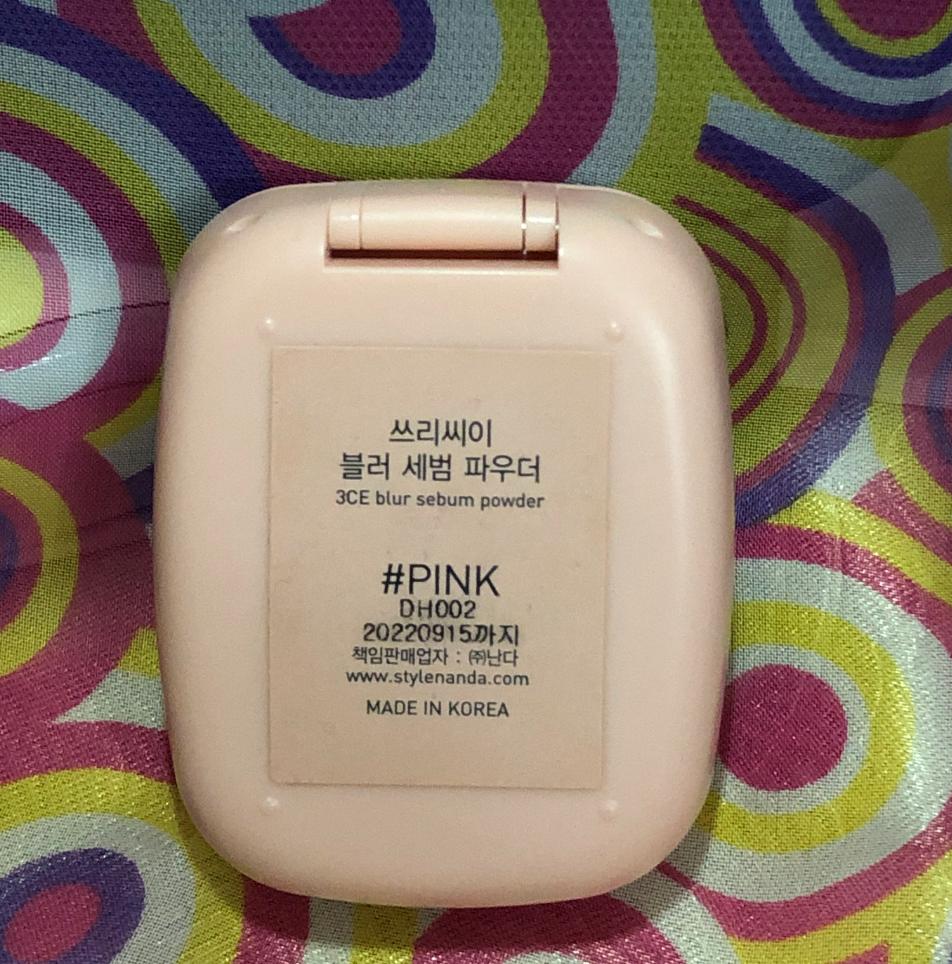 쓰리씨이
블러 세범 파우더
3CE blur sebum powder
#PINK
DH002
20220915까지
책임판매업자 : ㈜난다
www.stylenanda.com
MADE IN KOREA